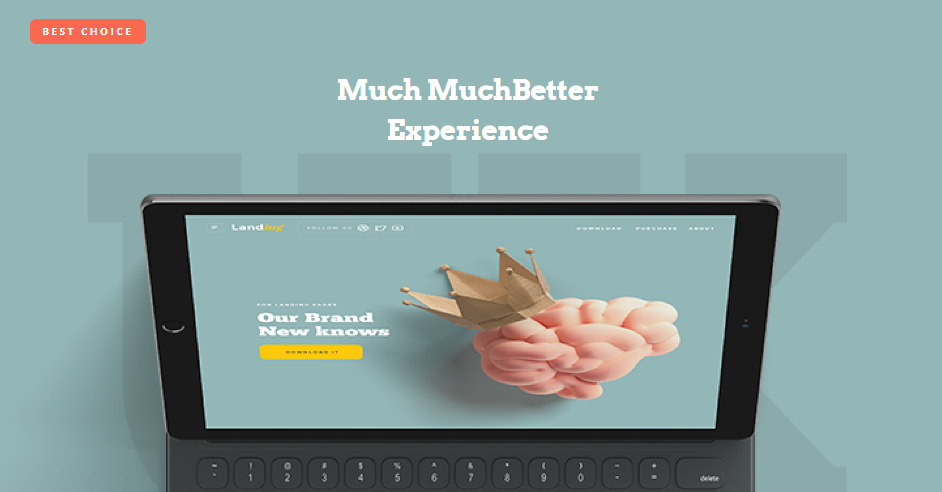 BEST CHOICE
Much MuchBetter
Experience
Landing
FOLLOW US
DOWNLOAD PURCHASE ABOUT
FOR LANDING PAGES
Our Brand
New knows
DOWNLOAD IT
~ ! @ # $ % ^ & * ( ) _ +
` 1 2 3 4 5 6 7 8 9 0 - = delete